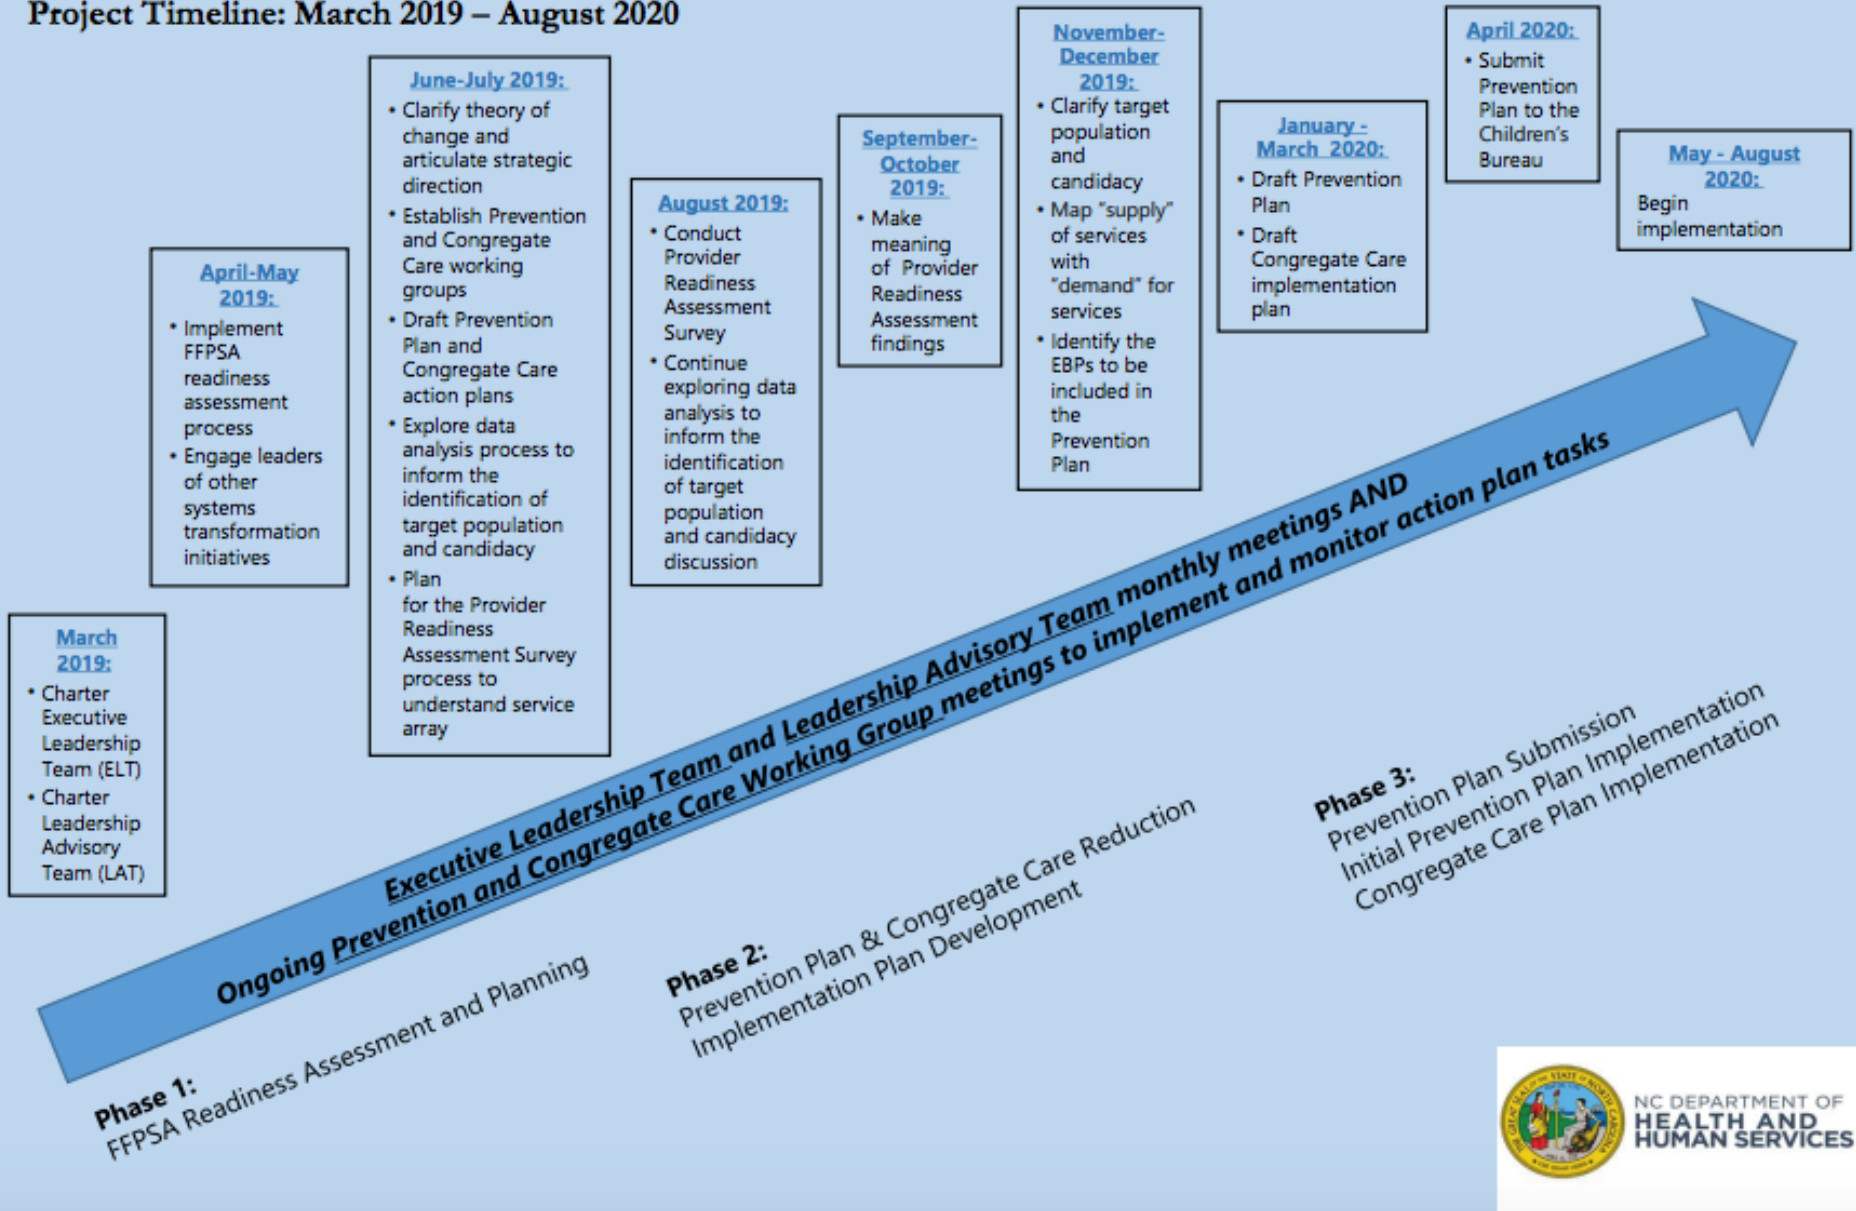 Project Timeline: March 2019 – August 2020
March
2019:
• Charter
Executive
Leadership
Team (ELT)
• Charter
Leadership
Advisory
Team (LAT)
April-May
2019:
• Implement
FFPSA
readiness
assessment
process
• Engage leaders
of other
systems
transformation
initiatives
June-July 2019:
• Clarify theory of
change and
articulate strategic
direction
• Establish Prevention
and Congregate
Care working
groups
• Draft Prevention
Plan and
Congregate Care
action plans
• Explore data
analysis process to
inform the
identification of
target population
and candidacy
• Plan
for the Provider
Readiness
Assessment Survey
process to
understand service
array
August 2019:
• Conduct
Provider
Readiness
Assessment
Survey
• Continue
exploring data
analysis to
inform the
identification
of target
population
and candidacy
discussion
September-
October
2019:
• Make
meaning
of Provider
Readiness
Assessment
findings
November-
December
2019:
• Clarify target
population
and
candidacy
• Map "supply"
of services
with
"demand" for
services
• Identify the
EBPs to be
included in
the
Prevention
Plan
January -
March 2020:
• Draft Prevention
Plan
• Draft
Congregate Care
implementation
plan
April 2020:
• Submit
Prevention
Plan to the
Children's
Bureau
May - August
2020:
Begin
implementation
Executive Leadership Team and Leadership Advisory Team monthly meetings AND
Ongoing Prevention and Congregate Care Working Group meetings to implement and monitor action plan tasks
Phase 1:
FFPSA Readiness Assessment and Planning
Phase 2:
Prevention Plan & Congregate Care Reduction
Implementation Plan Development
Phase 3:
Prevention Plan Submission
Initial Prevention Plan Implementation
Congregate Care Plan Implementation
NC DEPARTMENT OF
HEALTH AND
HUMAN SERVICES